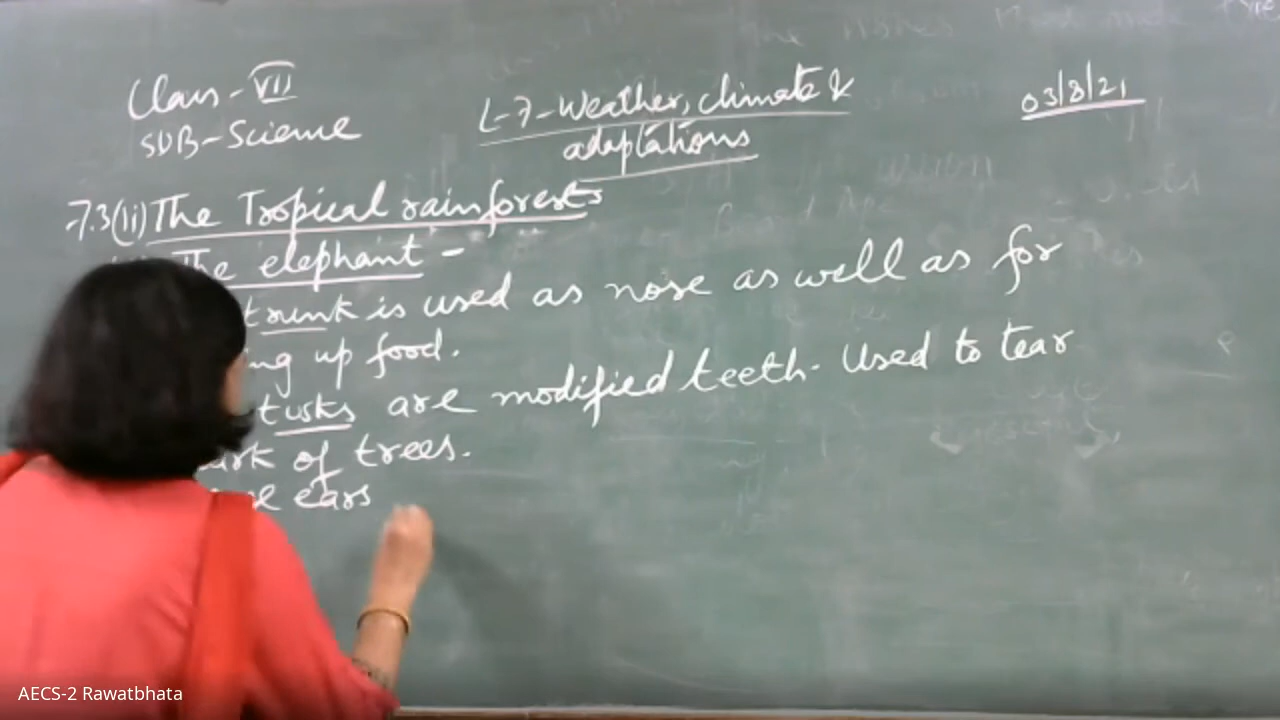 Class - VII
SUB - Science
L-7-Weather, climate &
adaptations
03/8/21
7.3(ii) The Tropical rainforests
The elephant -
trunk is used as nose as well as for
ing up food.
tusks are modified teeth. Used to tear
ark of trees.
ears
AECS-2 Rawatbhata